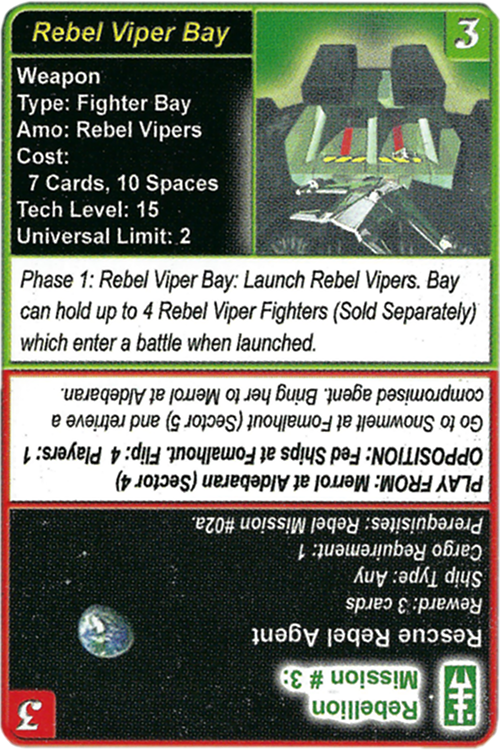 Rebel Viper Bay
3
Weapon
Type: Fighter Bay
Amo: Rebel Vipers
Cost:
7 Cards, 10 Spaces
Tech Level: 15
Universal Limit: 2
Phase 1: Rebel Viper Bay: Launch Rebel Vipers. Bay
can hold up to 4 Rebel Viper Fighters (Sold Separately)
which enter a battle when launched.
Rebellion
Mission # 3:
3
Rescue Rebel Agent
Reward: 3 cards
Ship Type: Any
Cargo Requirement: 1
Prerequisites: Rebel Mission #02a.
PLAY FROM: Merrol at Aldebaran (Sector 4)
OPPOSITION: Fed Ships at Fomalhout. Flip: 4 Players: 1
Go to Snowmelt at Fomalhout (Sector 5) and retrieve a
compromised agent. Bring her to Merrol at Aldebaran.